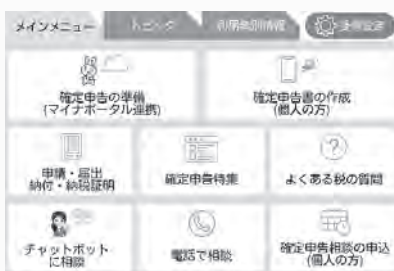 メインメニュー
確定申告の準備
(マイナポータル連携)
確定申告書の作成
(個人の方)
申請・届出
納付・納税証明
確定申告特集
よくある税の質問
チャットボット
に相談
電話で相談
確定申告相談の申込
(個人の方)